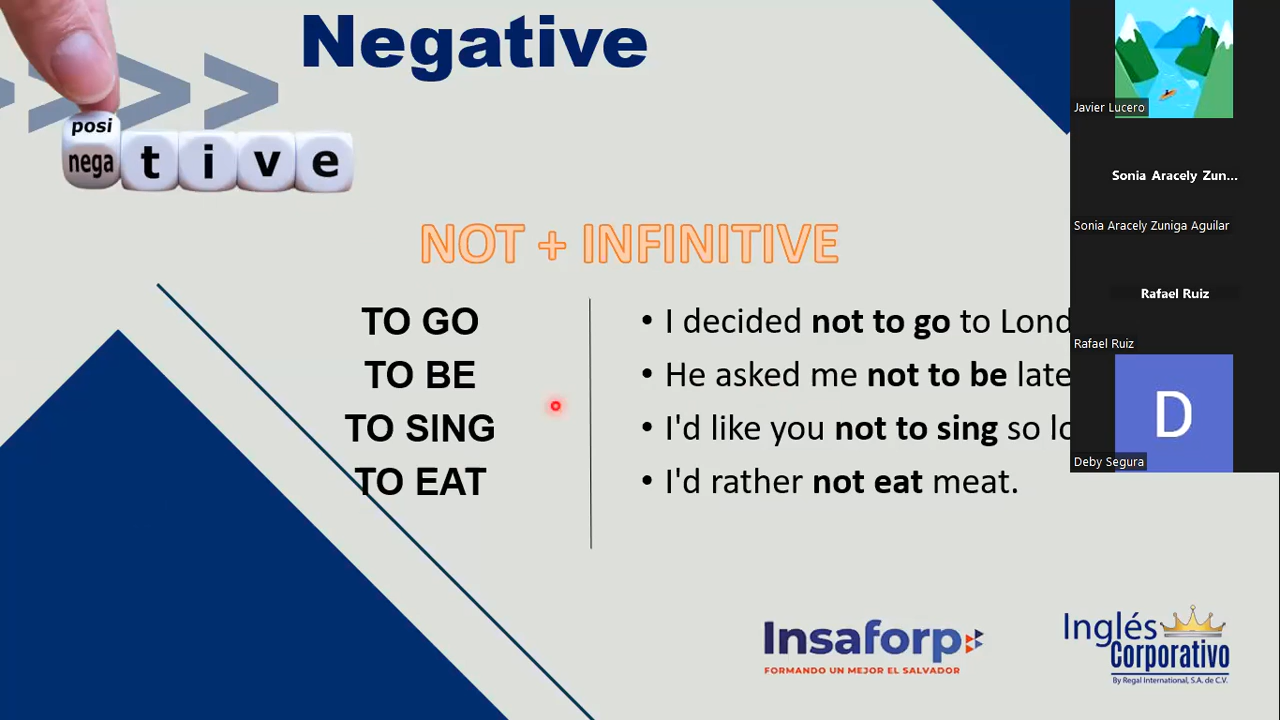 Negative
posi
nega t i v e
NOT + INFINITIVE
TO GO
TO BE
TO SING
TO EAT
• I decided not to go to Lond
• He asked me not to be late
• I'd like you not to sing so lo
• I'd rather not eat meat.
Insaforp
FORMANDO UN MEJOR EL SALVADOR
Inglés
Corporativo
By Regal International, S.A. de C.V.
Javier Lucero
Sonia Aracely Zun...
Sonia Aracely Zuniga Aguilar
Rafael Ruiz
Rafael Ruiz
D
Deby Segura